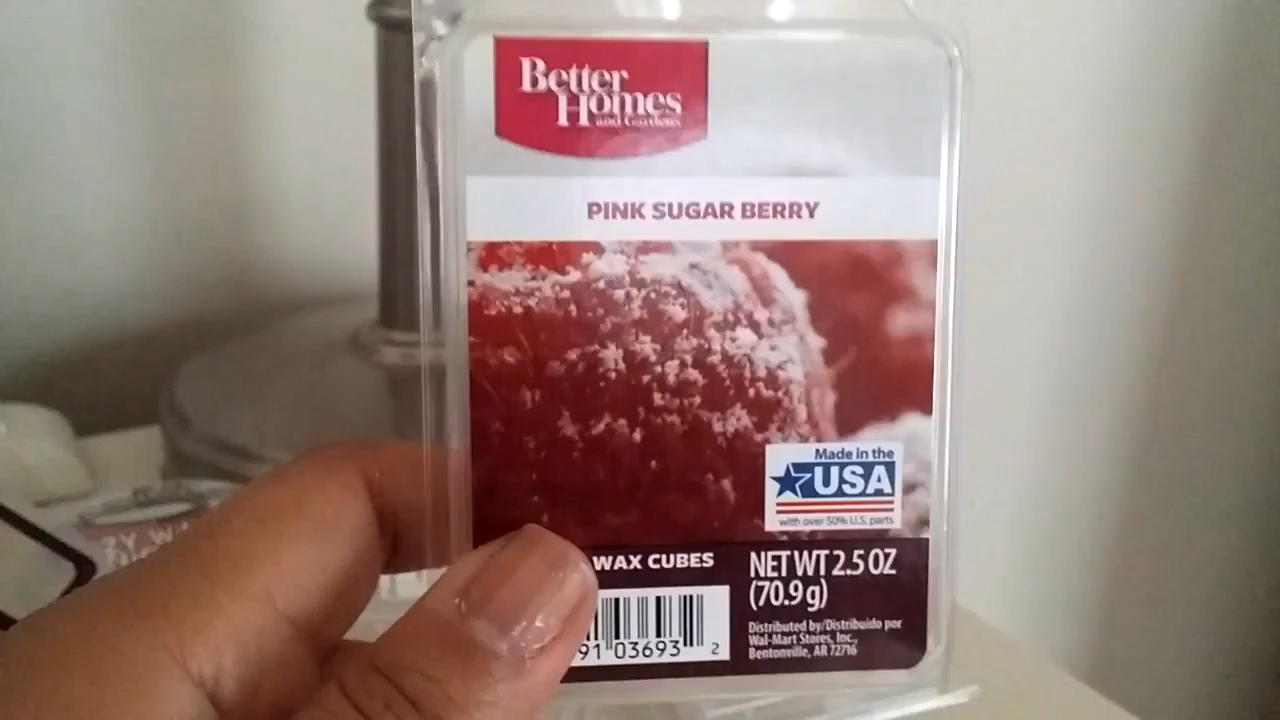 Better
Homes
and Gardens
PINK SUGAR BERRY
Made in the
USA
with over 50% U.S. parts
WAX CUBES
NET WT 2.5 OZ
(70.9 g)
91 03693 2
Distributed by/Distribuido por
Wal-Mart Stores, Inc.,
Bentonville, AR 72716